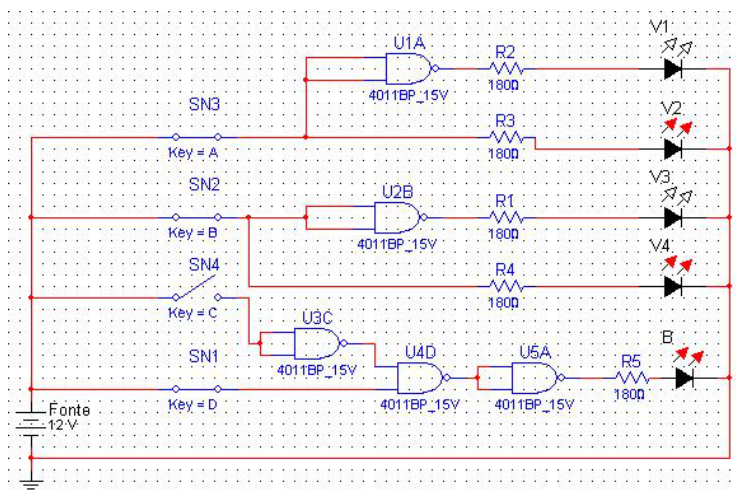 V1
U1A
R2
4011BP_15V
180Ω
SN3
V2
R3
Key = A
180Ω
SN2
V3
U2B
R1
Key = B
4011BP_15V
180Ω
SN4
V4
R4
Key = C
180Ω
U3C
B
SN1
U4D
U5A
R5
4011BP_15V
Key = D
4011BP_15V
4011BP_15V
180Ω
Fonte
12 V